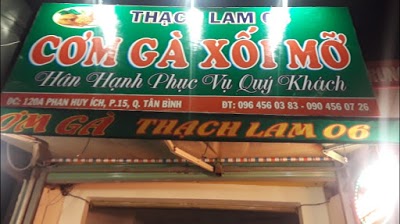 THẠCH LAM 06
CƠM GÀ XỐI MỠ
Hân Hạnh Phục Vụ Quý Khách
ĐC: 120A PHAN HUY ÍCH, P.15, Q. TÂN BÌNH ĐT: 096 456 03 83 - 090 456 07 26
CƠM GÀ THẠCH LAM 06